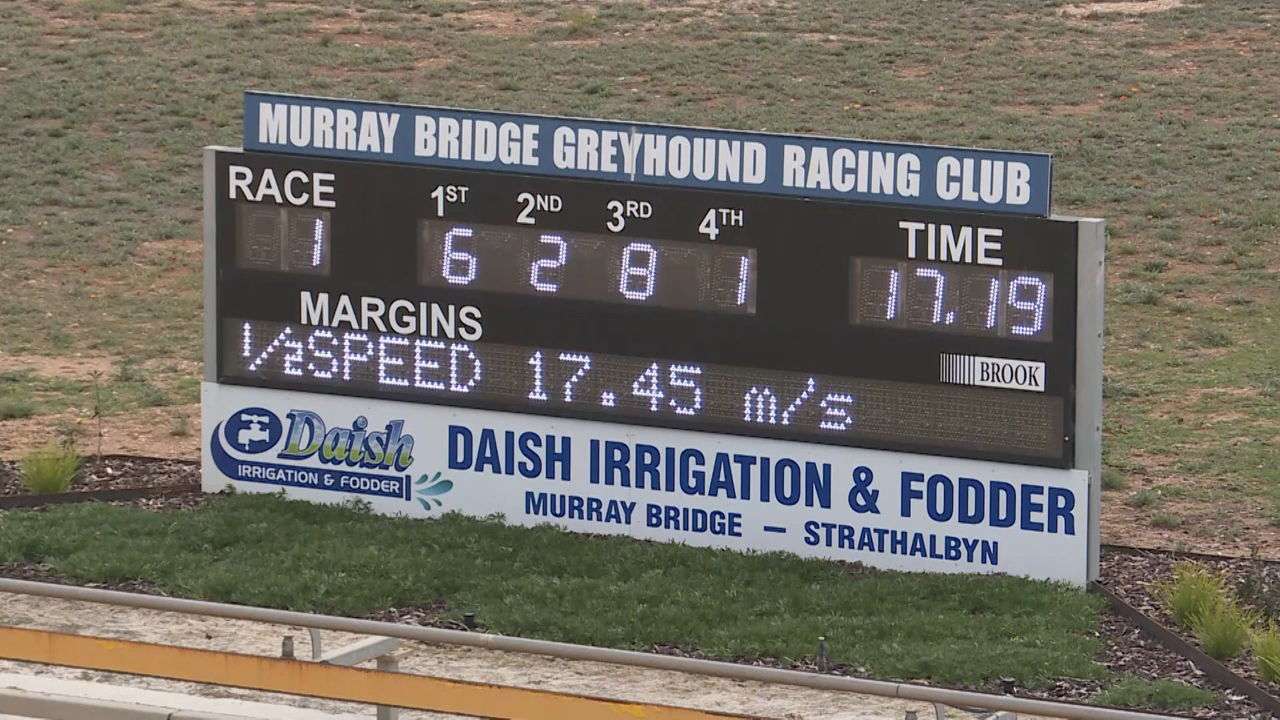 MURRAY BRIDGE GREYHOUND RACING CLUB
RACE 1ST 2ND 3RD 4TH TIME
1 6 2 8 1 17.19
MARGINS
1/2SPEED 17.45 m/s
BROOK
Daish
IRRIGATION & FODDER
DAISH IRRIGATION & FODDER
MURRAY BRIDGE – STRATHALBYN